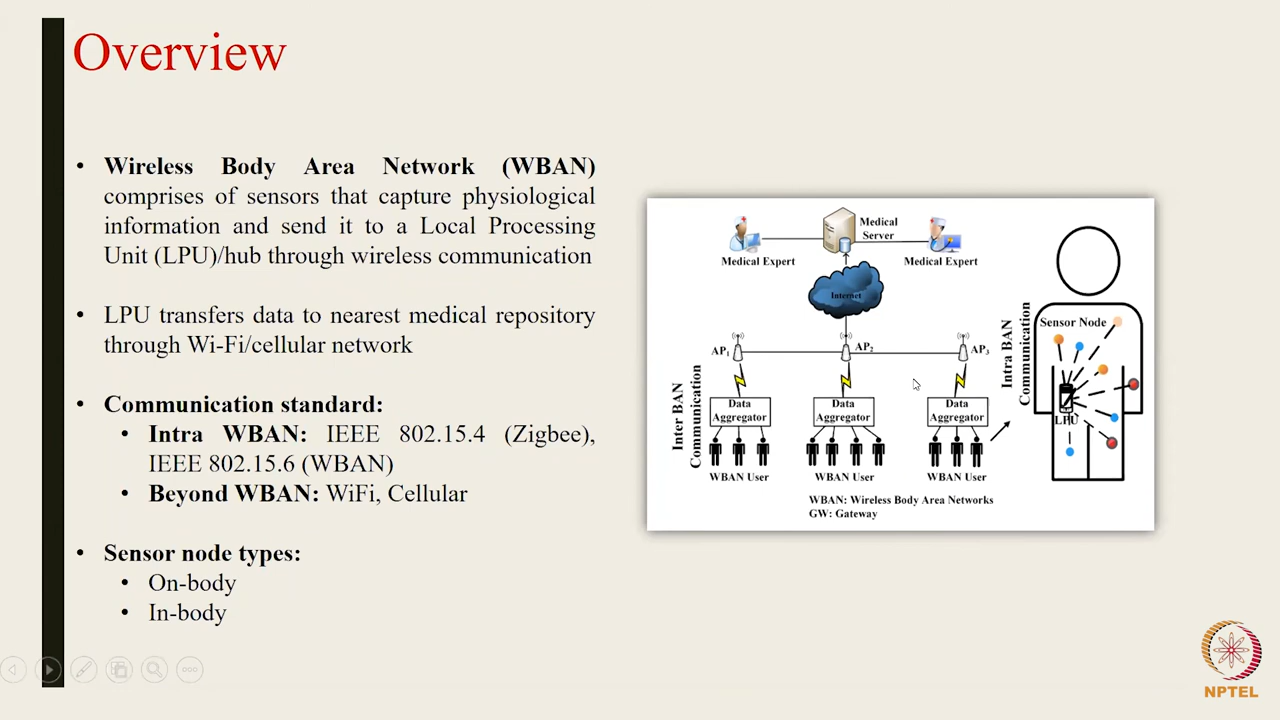 Overview
• Wireless Body Area Network (WBAN)
comprises of sensors that capture physiological
information and send it to a Local Processing
Unit (LPU)/hub through wireless communication
• LPU transfers data to nearest medical repository
through Wi-Fi/cellular network
• Communication standard:
• Intra WBAN: IEEE 802.15.4 (Zigbee),
IEEE 802.15.6 (WBAN)
• Beyond WBAN: WiFi, Cellular
• Sensor node types:
• On-body
• In-body
Medical
Server
Medical Expert
Medical Expert
Internet
AP1
AP2
AP3
Inter BAN
Communication
Data
Aggregator
Data
Aggregator
Data
Aggregator
WBAN User
WBAN User
WBAN User
WBAN: Wireless Body Area Networks
GW: Gateway
Intra BAN
Communication
Sensor Node
LPU
NPTEL